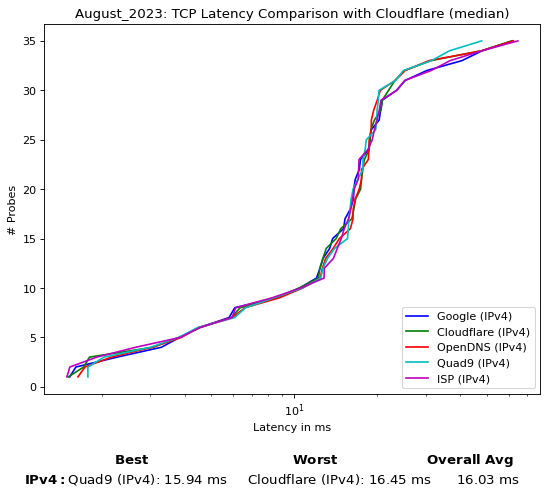 August_2023: TCP Latency Comparison with Cloudflare (median)
35
30
25
20
15
10
5
0
# Probes
Google (IPv4)
Cloudflare (IPv4)
OpenDNS (IPv4)
Quad9 (IPv4)
ISP (IPv4)
10¹
Latency in ms
Best Worst Overall Avg
IPv4: Quad9 (IPv4): 15.94 ms Cloudflare (IPv4): 16.45 ms 16.03 ms